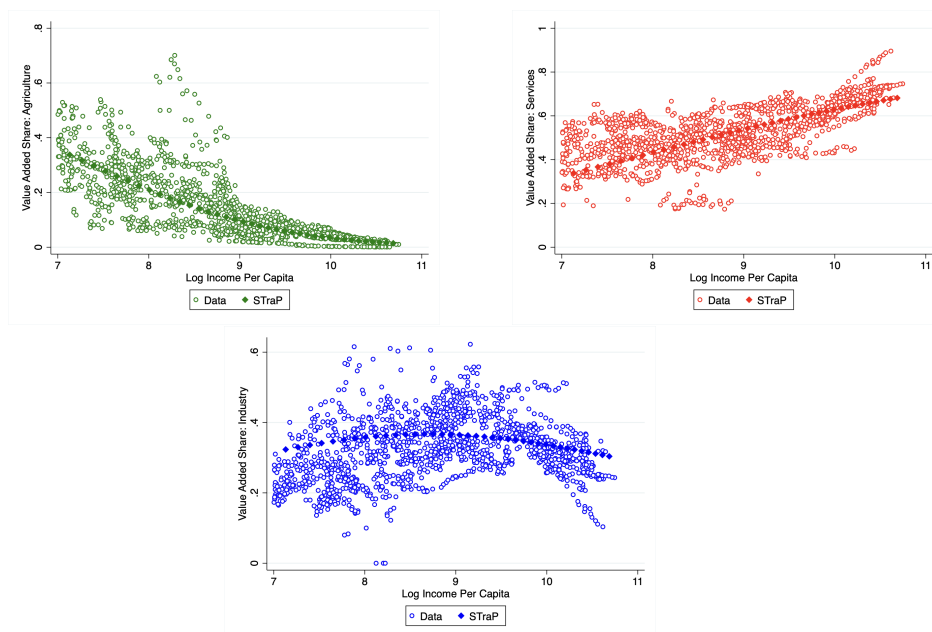 Value Added Share: Agriculture
.8
.6
.4
.2
0
7 8 9 10 11
Log Income Per Capita
Data STraP
Value Added Share: Services
1
.8
.6
.4
.2
0
7 8 9 10 11
Log Income Per Capita
Data STraP
Value Added Share: Industry
.6
.4
.2
0
7 8 9 10 11
Log Income Per Capita
Data STraP